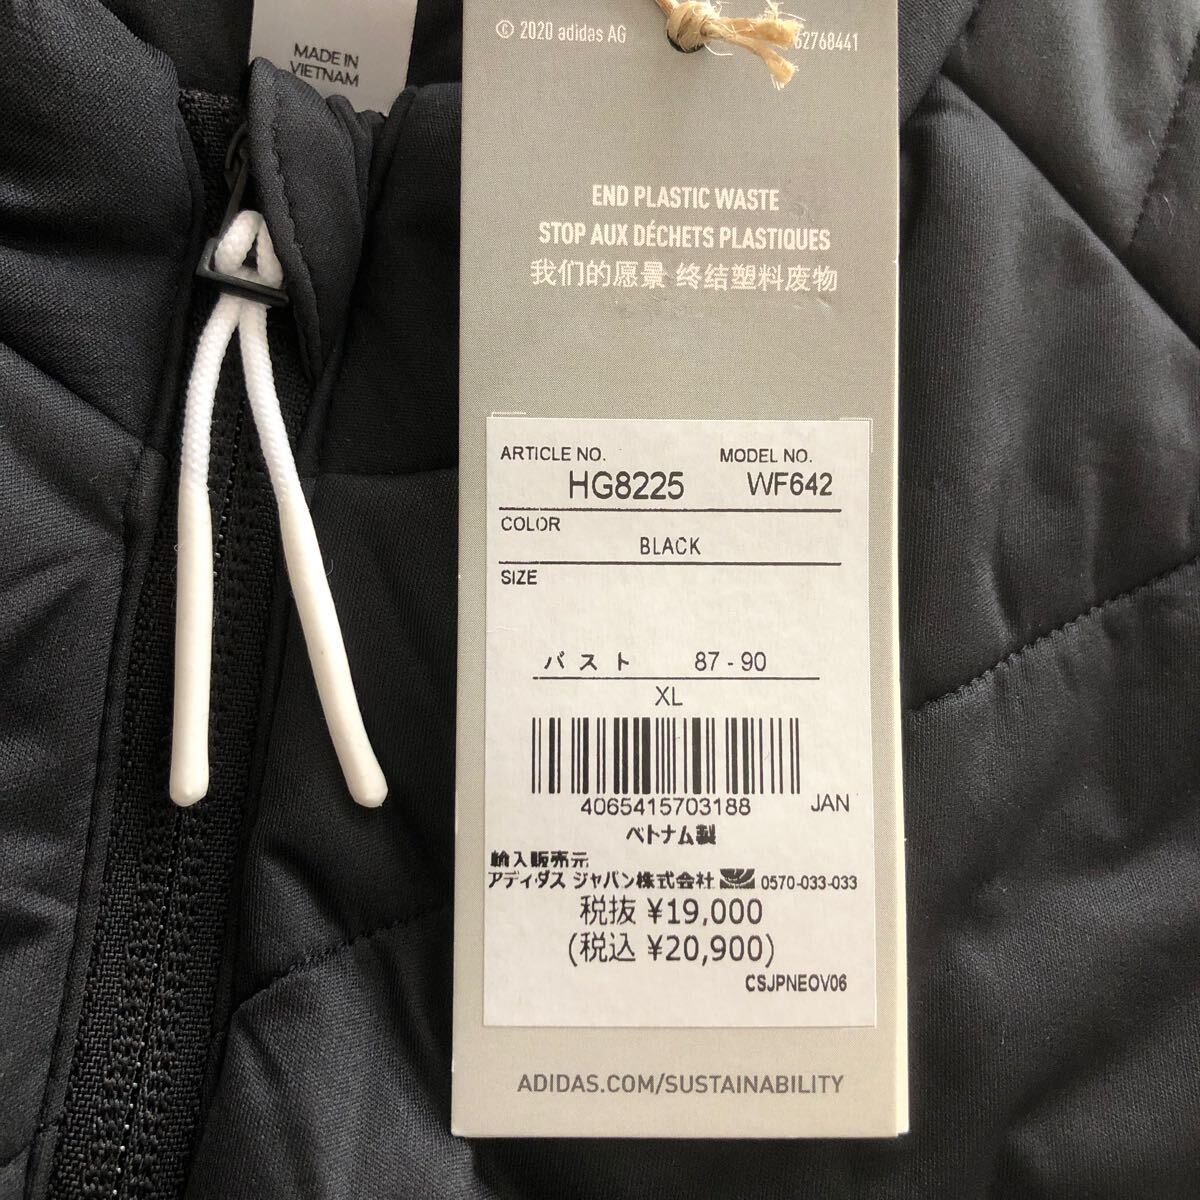 MADE IN
VIETNAM
© 2020 adidas AG
62768441
END PLASTIC WASTE
STOP AUX DÉCHETS PLASTIQUES
我们的愿景 终结塑料废物
ARTICLE NO. MODEL NO.
HG8225 WF642
COLOR
BLACK
SIZE
バスト 87 - 90
XL
4065415703188 JAN
ベトナム製
輸入販売元
アディダス ジャパン株式会社 0570-033-033
税抜 ¥19,000
(税込 ¥20,900)
CSJPNEOV06
ADIDAS.COM/SUSTAINABILITY